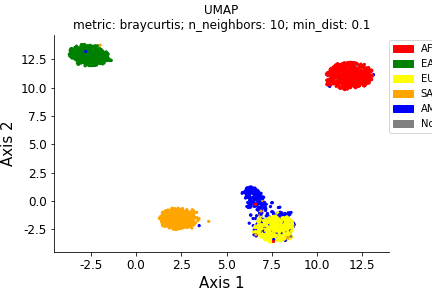 UMAP
metric: braycurtis; n_neighbors: 10; min_dist: 0.1
12.5
10.0
7.5
5.0
2.5
0.0
-2.5
Axis 2
-2.5 0.0 2.5 5.0 7.5 10.0 12.5
Axis 1
AF
EA
EU
SA
AM
No